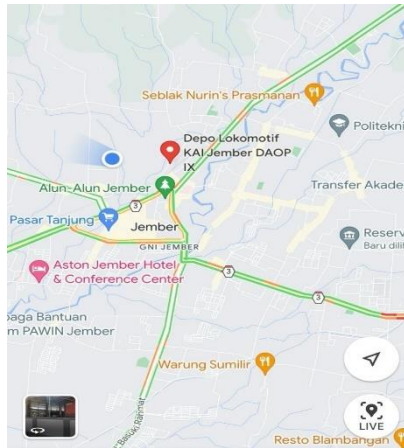 Seblak Nurin's Prasmanan
Politekni
Depo Lokomotif
KAI Jember DAOP
IX
Transfer Akade
Alun-Alun Jember
3
Pasar Tanjung
Jember
GNI JEMBER
Reserv
Baru dilih
Aston Jember Hotel
& Conference Center
3
3
baga Bantuan
m PAWIN Jember
Warung Sumilir
LIVE
Resto Blambangan